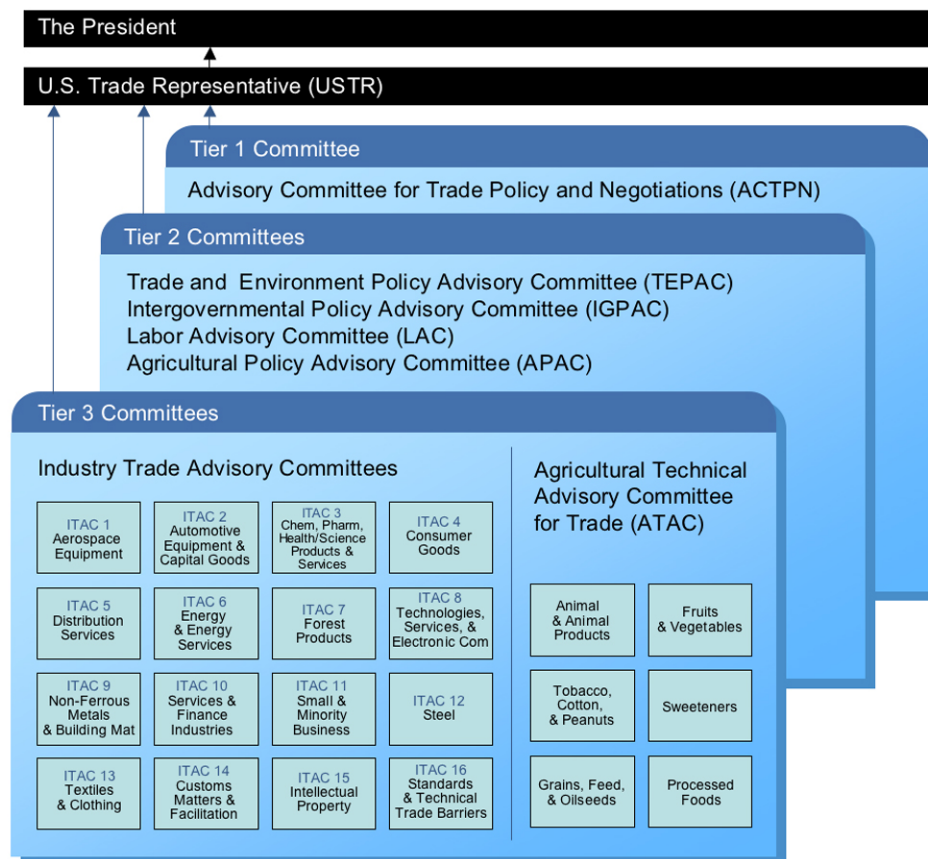 The President
U.S. Trade Representative (USTR)
Tier 1 Committee
Advisory Committee for Trade Policy and Negotiations (ACTPN)
Tier 2 Committees
Trade and Environment Policy Advisory Committee (TEPAC)
Intergovernmental Policy Advisory Committee (IGPAC)
Labor Advisory Committee (LAC)
Agricultural Policy Advisory Committee (APAC)
Tier 3 Committees
Industry Trade Advisory Committees
ITAC 1
Aerospace
Equipment
ITAC 2
Automotive
Equipment &
Capital Goods
ITAC 3
Chem, Pharm,
Health/Science
Products &
Services
ITAC 4
Consumer
Goods
ITAC 5
Distribution
Services
ITAC 6
Energy
& Energy
Services
ITAC 7
Forest
Products
ITAC 8
Technologies,
Services, &
Electronic Com
ITAC 9
Non-Ferrous
Metals
& Building Mat
ITAC 10
Services &
Finance
Industries
ITAC 11
Small &
Minority
Business
ITAC 12
Steel
ITAC 13
Textiles
& Clothing
ITAC 14
Customs
Matters &
Facilitation
ITAC 15
Intellectual
Property
ITAC 16
Standards
& Technical
Trade Barriers
Agricultural Technical
Advisory Committee
for Trade (ATAC)
Animal
& Animal
Products
Fruits
& Vegetables
Tobacco,
Cotton,
& Peanuts
Sweeteners
Grains, Feed,
& Oilseeds
Processed
Foods